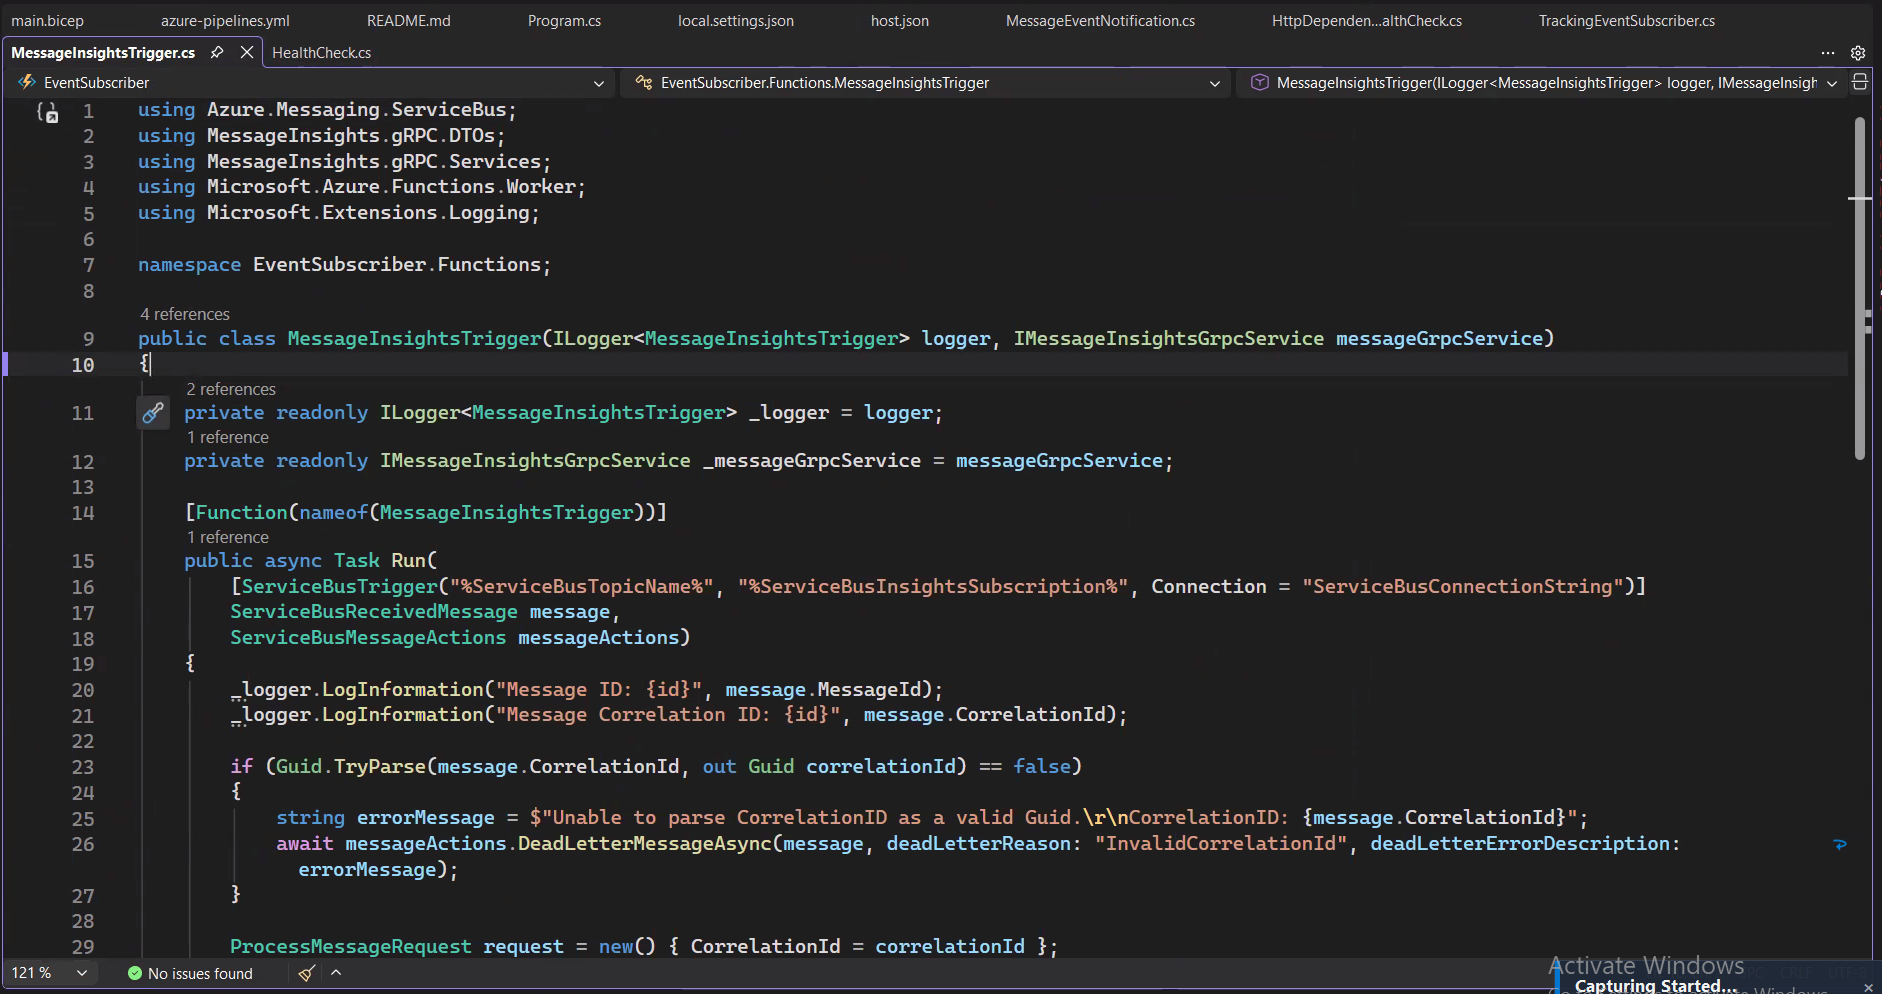 main.bicep azure-pipelines.yml README.md Program.cs local.settings.json host.json MessageEventNotification.cs HttpDependen...althCheck.cs TrackingEventSubscriber.cs
MessageInsightsTrigger.cs HealthCheck.cs
EventSubscriber EventSubscriber.Functions.MessageInsightsTrigger MessageInsightsTrigger(ILogger<MessageInsightsTrigger> logger, IMessageInsigh
1 using Azure.Messaging.ServiceBus;
2 using MessageInsights.gRPC.DTOs;
3 using MessageInsights.gRPC.Services;
4 using Microsoft.Azure.Functions.Worker;
5 using Microsoft.Extensions.Logging;
6
7 namespace EventSubscriber.Functions;
8
4 references
9 public class MessageInsightsTrigger(ILogger<MessageInsightsTrigger> logger, IMessageInsightsGrpcService messageGrpcService)
10 {
2 references
11 private readonly ILogger<MessageInsightsTrigger> _logger = logger;
1 reference
12 private readonly IMessageInsightsGrpcService _messageGrpcService = messageGrpcService;
13
14 [Function(nameof(MessageInsightsTrigger))]
1 reference
15 public async Task Run(
16 [ServiceBusTrigger("%ServiceBusTopicName%", "%ServiceBusInsightsSubscription%", Connection = "ServiceBusConnectionString")]
17 ServiceBusReceivedMessage message,
18 ServiceBusMessageActions messageActions)
19 {
20 _logger.LogInformation("Message ID: {id}", message.MessageId);
21 _logger.LogInformation("Message Correlation ID: {id}", message.CorrelationId);
22
23 if (Guid.TryParse(message.CorrelationId, out Guid correlationId) == false)
24 {
25 string errorMessage = $"Unable to parse CorrelationID as a valid Guid.\r\nCorrelationID: {message.CorrelationId}";
26 await messageActions.DeadLetterMessageAsync(message, deadLetterReason: "InvalidCorrelationId", deadLetterErrorDescription:
errorMessage);
27 }
28
29 ProcessMessageRequest request = new() { CorrelationId = correlationId };
121 % No issues found
Activate Windows
Capturing Started...